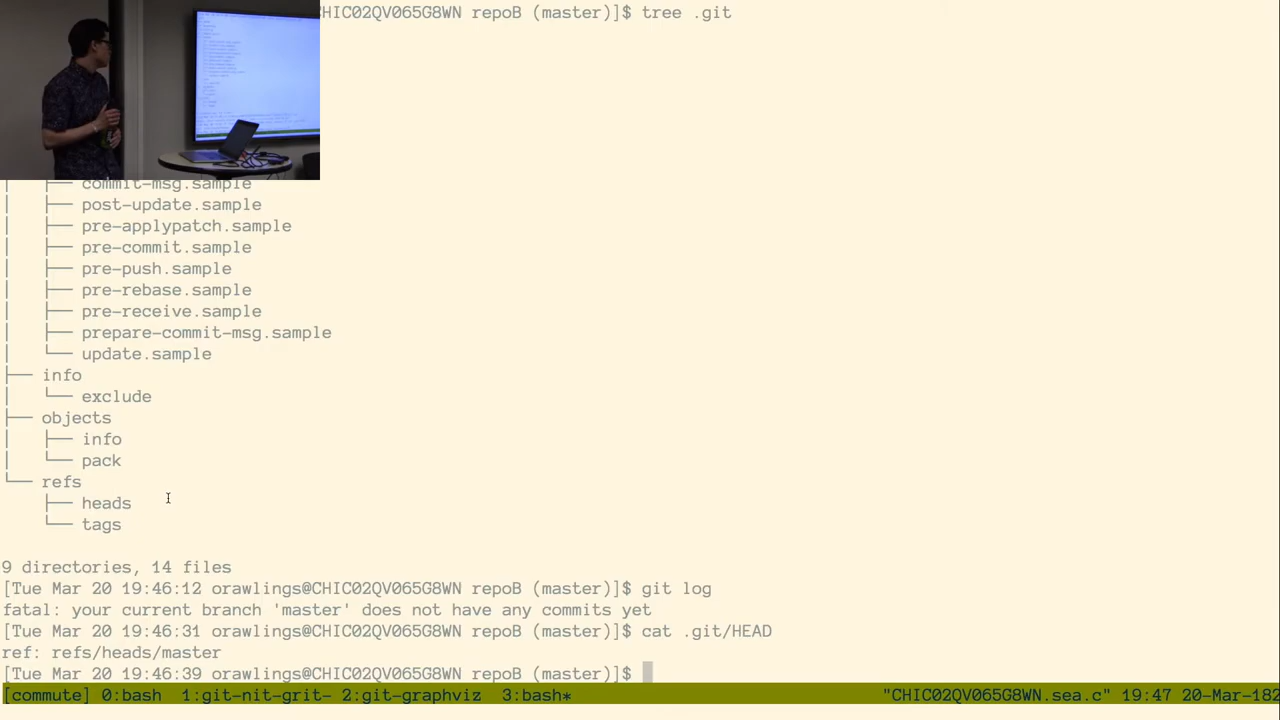 CHIC02QV065G8WN repoB (master)]$ tree .git
│   ├── commit-msg.sample
│   ├── post-update.sample
│   ├── pre-applypatch.sample
│   ├── pre-commit.sample
│   ├── pre-push.sample
│   ├── pre-rebase.sample
│   ├── pre-receive.sample
│   ├── prepare-commit-msg.sample
│   └── update.sample
├── info
│   └── exclude
├── objects
│   ├── info
│   └── pack
└── refs
    ├── heads
    └── tags
9 directories, 14 files
[Tue Mar 20 19:46:12 orawlings@CHIC02QV065G8WN repoB (master)]$ git log
fatal: your current branch 'master' does not have any commits yet
[Tue Mar 20 19:46:31 orawlings@CHIC02QV065G8WN repoB (master)]$ cat .git/HEAD
ref: refs/heads/master
[Tue Mar 20 19:46:39 orawlings@CHIC02QV065G8WN repoB (master)]$
[commute] 0:bash  1:git-nit-grit- 2:git-graphviz  3:bash*    "CHIC02QV065G8WN.sea.c" 19:47 20-Mar-182